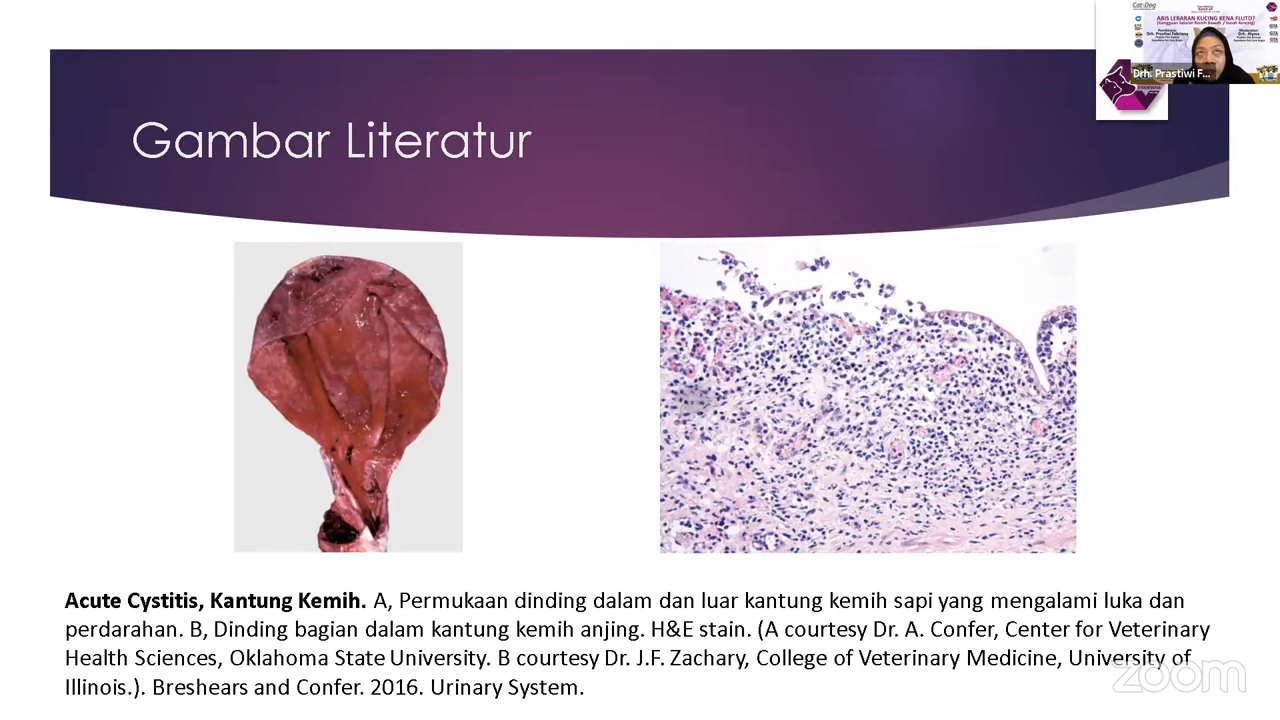 Cat-Dog
ABIS LEBARAN KUCING KENA FLUTD?
(Gangguan Saluran Kemih Bawah / Susah Kencing)
Drh. Prastiwi F...
Gambar Literatur
Acute Cystitis, Kantung Kemih. A, Permukaan dinding dalam dan luar kantung kemih sapi yang mengalami luka dan
perdarahan. B, Dinding bagian dalam kantung kemih anjing. H&E stain. (A courtesy Dr. A. Confer, Center for Veterinary
Health Sciences, Oklahoma State University. B courtesy Dr. J.F. Zachary, College of Veterinary Medicine, University of
Illinois.). Breshears and Confer. 2016. Urinary System.
zoom